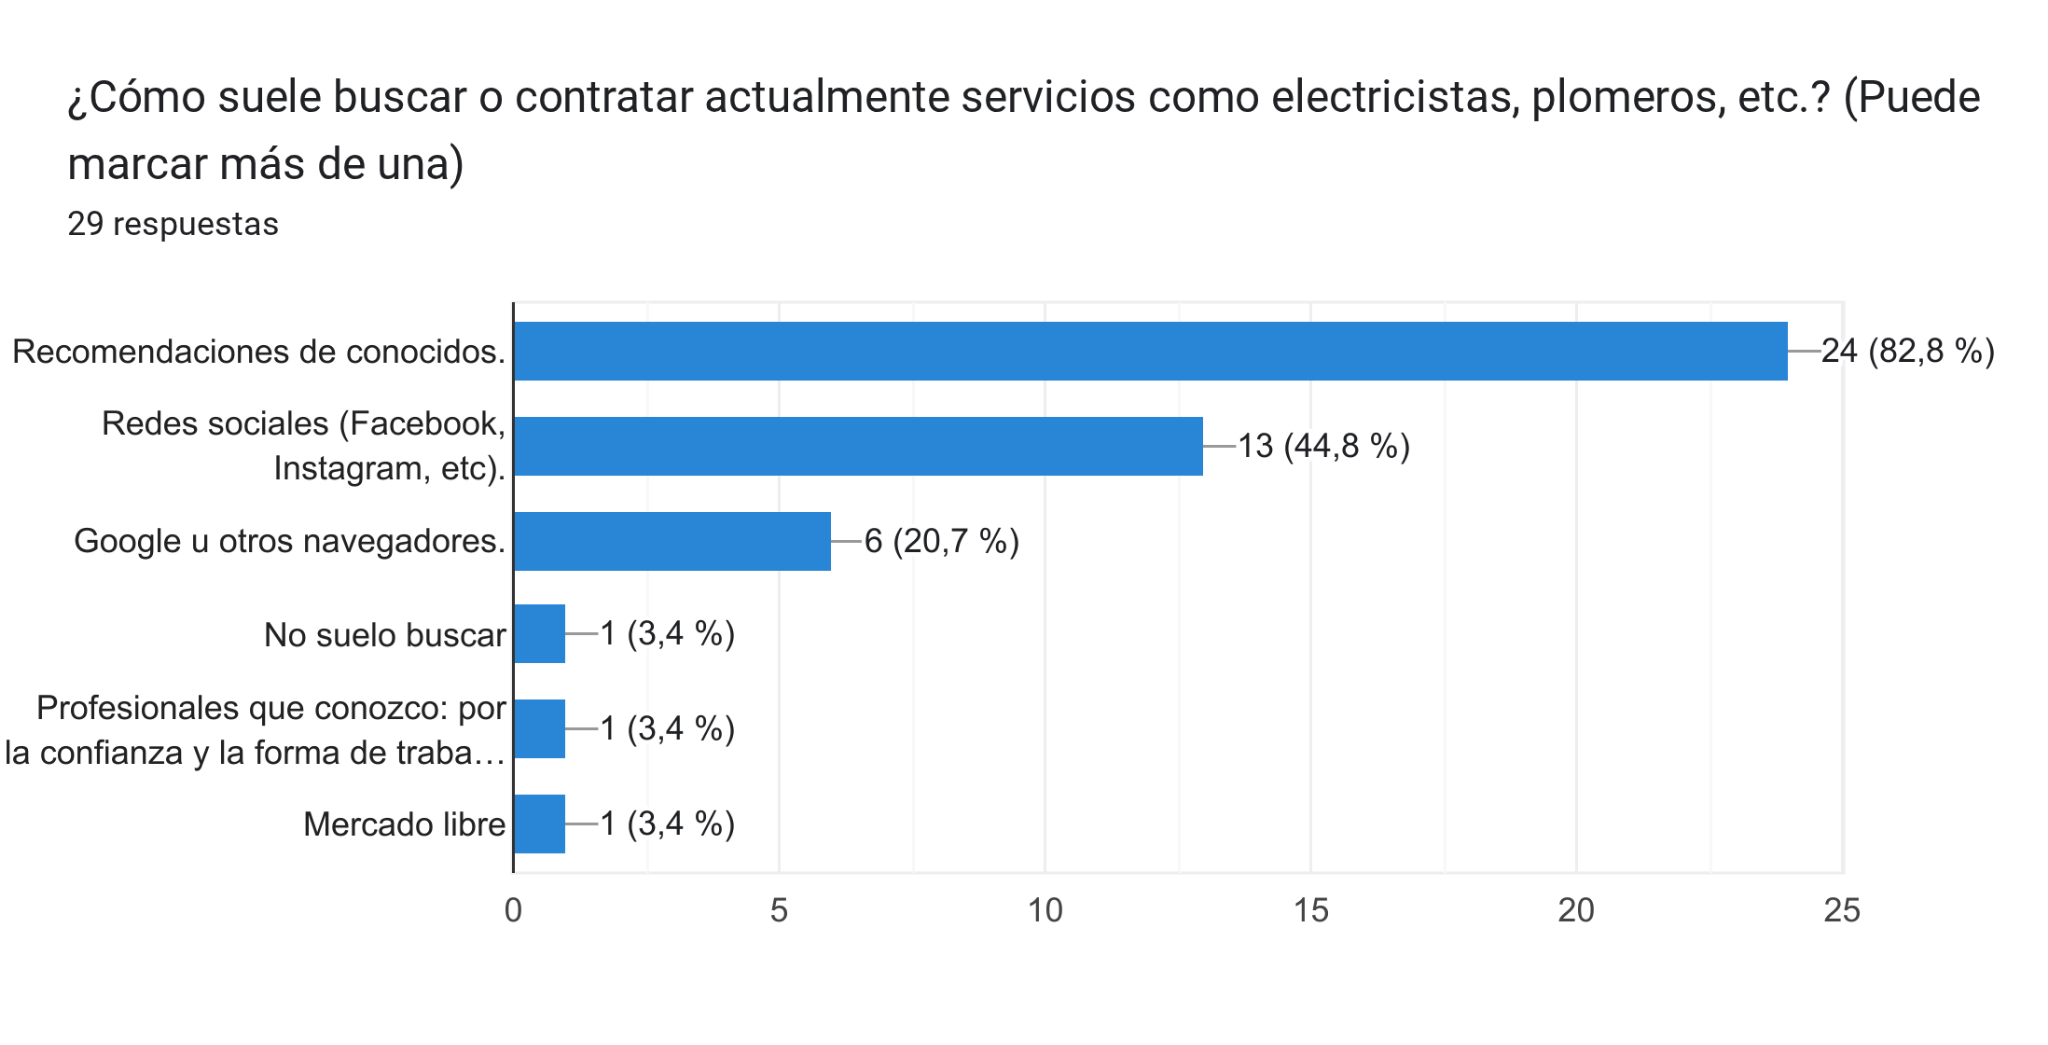 ¿Cómo suele buscar o contratar actualmente servicios como electricistas, plomeros, etc.? (Puede
marcar más de una)
29 respuestas
Recomendaciones de conocidos.
24 (82,8 %)
Redes sociales (Facebook,
Instagram, etc).
13 (44,8 %)
Google u otros navegadores.
6 (20,7 %)
No suelo buscar
1 (3,4 %)
Profesionales que conozco: por
la confianza y la forma de traba…
1 (3,4 %)
Mercado libre
1 (3,4 %)
0 5 10 15 20 25